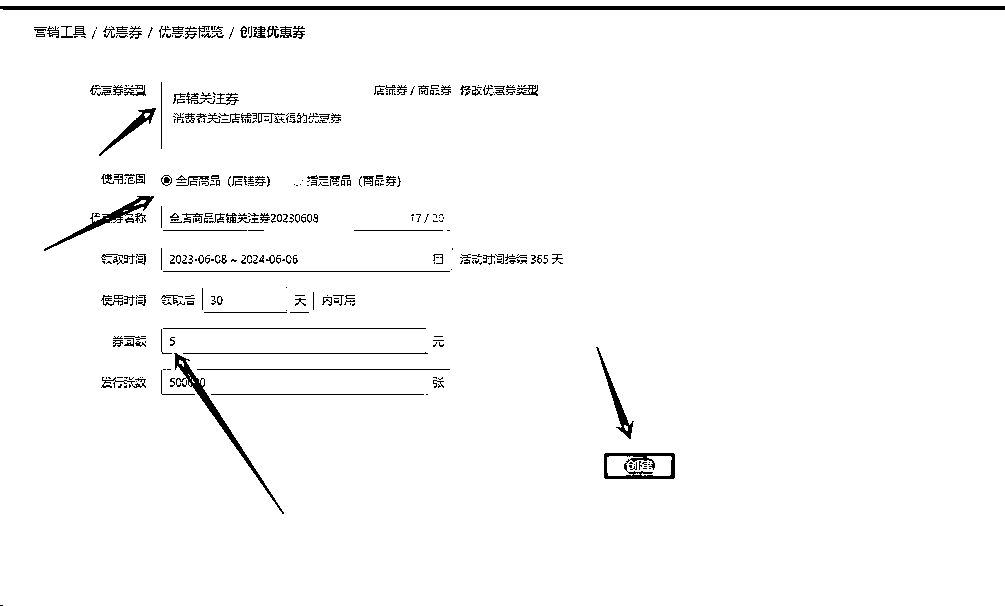 营销工具 / 优惠券 / 优惠券概览 / 创建优惠券
优惠券类型 店铺关注券 店铺券 / 商品券 修改优惠券类型
消费者关注店铺即可获得的优惠券
使用范围 全店商品 (店铺券) 指定商品 (商品券)
优惠券名称 全店商品店铺关注券20230608 17 / 20
领取时间 2023-06-08 ~ 2024-06-06 活动时间持续 365 天
使用时间 领取后 30 天 内可用
券面额 5 元
发行张数 500000 张
创建